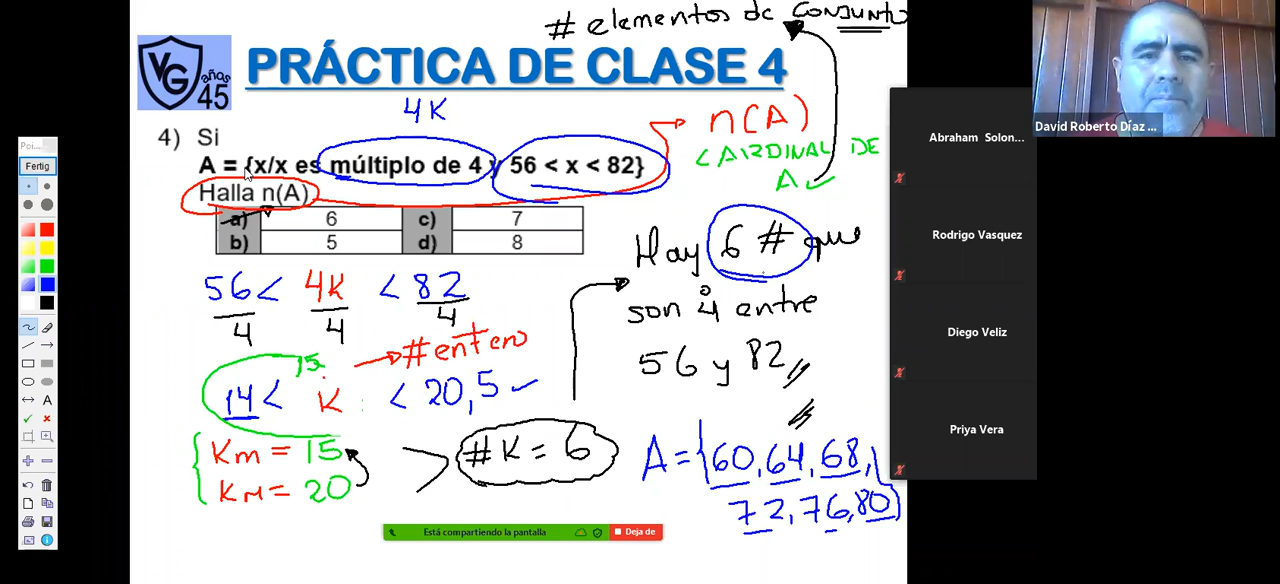 # elementos de CONJUNTO
VG
años
45
PRÁCTICA DE CLASE 4
4K
4) Si
A = {x/x es múltiplo de 4 y 56 < x < 82}
Halla n(A)
a) 6 c) 7
b) 5 d) 8
n(A)
CARDINAL DE
A
56 < 4K < 82
4 4 4
15
# entero
14 < K < 20,5
Km = 15
KM = 20
#K = 6
Hay 6 # que
son 4 entre
56 y 82
A = {60, 64, 68,
72, 76, 80}
Fertig
A
David Roberto Díaz ...
Abraham Solon...
Rodrigo Vasquez
Diego Veliz
Priya Vera
Está compartiendo la pantalla
Deja de